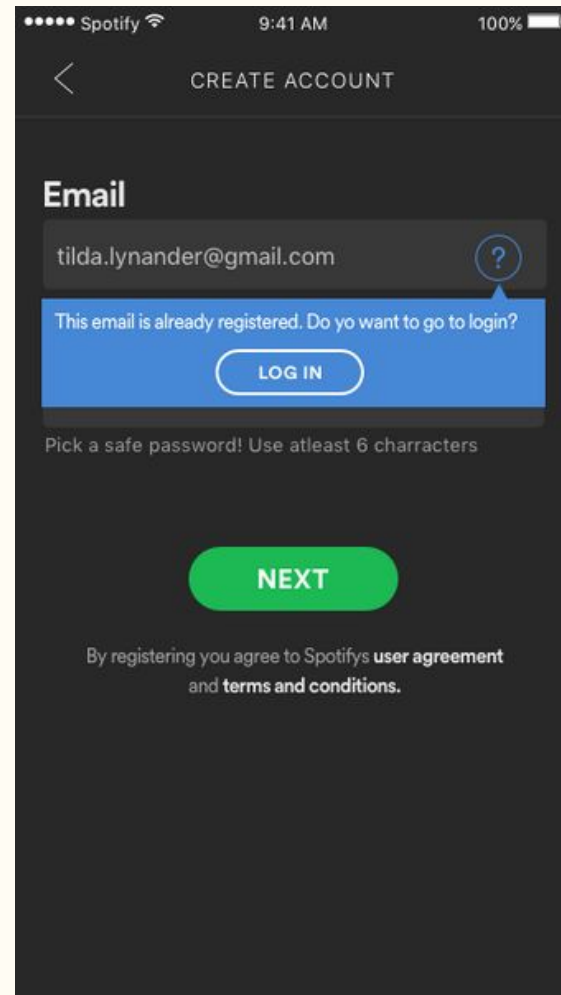 Spotify 9:41 AM 100%
CREATE ACCOUNT
Email
tilda.lynander@gmail.com
?
This email is already registered. Do yo want to go to login?
LOG IN
Pick a safe password! Use atleast 6 charracters
NEXT
By registering you agree to Spotifys user agreement
and terms and conditions.